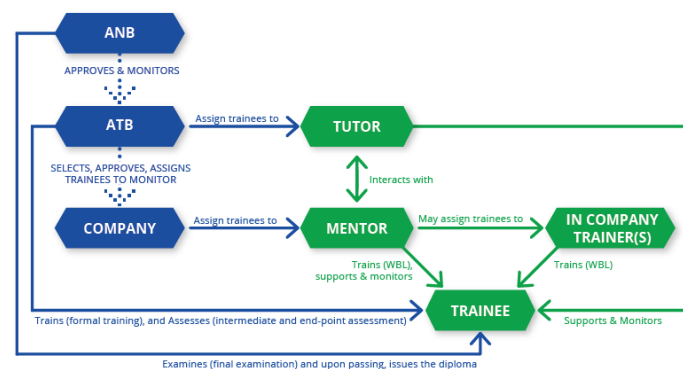 ANB
APPROVES & MONITORS
ATB
Assign trainees to
TUTOR
SELECTS, APPROVES, ASSIGNS
TRAINEES TO MONITOR
Interacts with
COMPANY
Assign trainees to
MENTOR
May assign trainees to
IN COMPANY
TRAINER(S)
Trains (WBL),
supports & monitors
Trains (WBL)
TRAINEE
Trains (formal training), and Assesses (intermediate and end-point assessment)
Supports & Monitors
Examines (final examination) and upon passing, issues the diploma